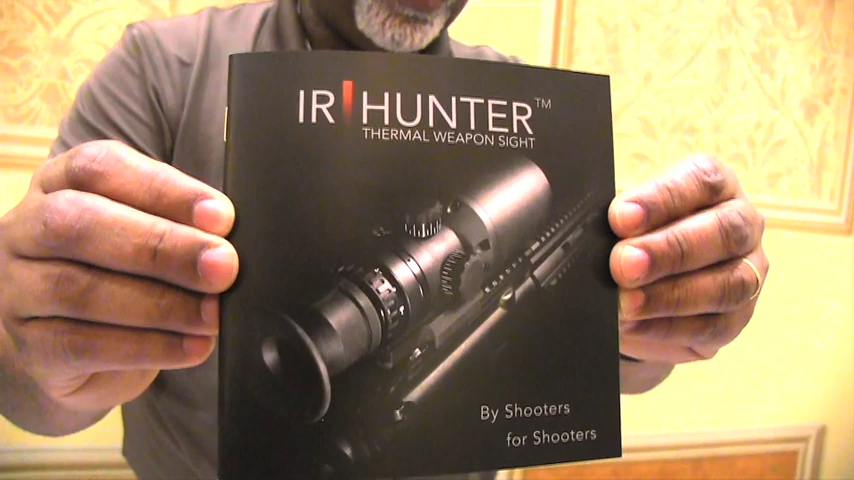 IR HUNTER™
THERMAL WEAPON SIGHT
By Shooters
for Shooters